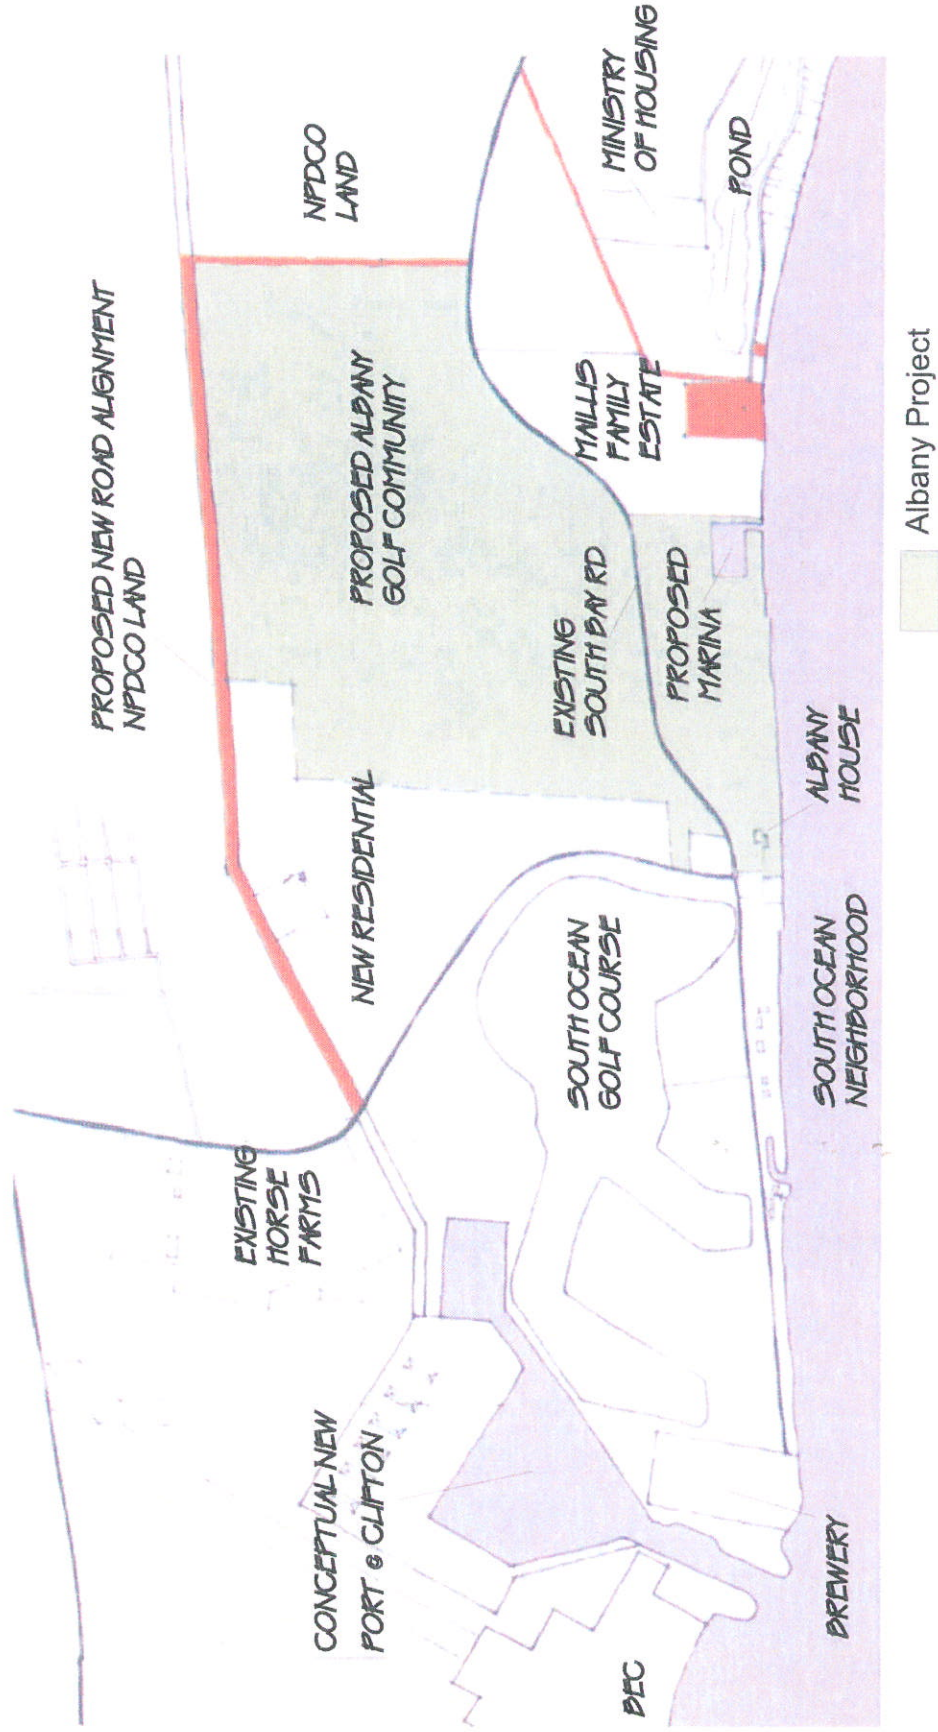 PROPOSED NEW ROAD ALIGNMENT
NPDCO LAND
NPDCO
LAND
EXISTING
HORSE
FARMS
NEW RESIDENTIAL
PROPOSED ALBANY
GOLF COMMUNITY
CONCEPTUAL NEW
PORT @ CLIFTON
SOUTH OCEAN
GOLF COURSE
EXISTING
SOUTH BAY RD
MAILLIS
FAMILY
ESTATE
MINISTRY
OF HOUSING
PROPOSED
MARINA
POND
BEC
BREWERY
SOUTH OCEAN
NEIGHBORHOOD
ALBANY
HOUSE
Albany Project